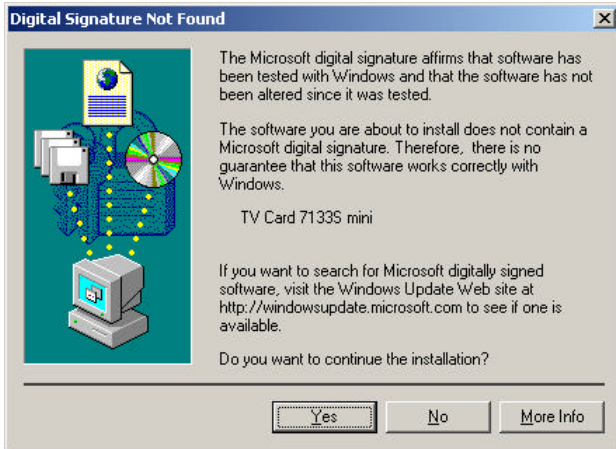 Digital Signature Not Found
The Microsoft digital signature affirms that software has
been tested with Windows and that the software has not
been altered since it was tested.
The software you are about to install does not contain a
Microsoft digital signature. Therefore, there is no
guarantee that this software works correctly with
Windows.
TV Card 7133S mini
If you want to search for Microsoft digitally signed
software, visit the Windows Update Web site at
http://windowsupdate.microsoft.com to see if one is
available.
Do you want to continue the installation?
Yes No More Info